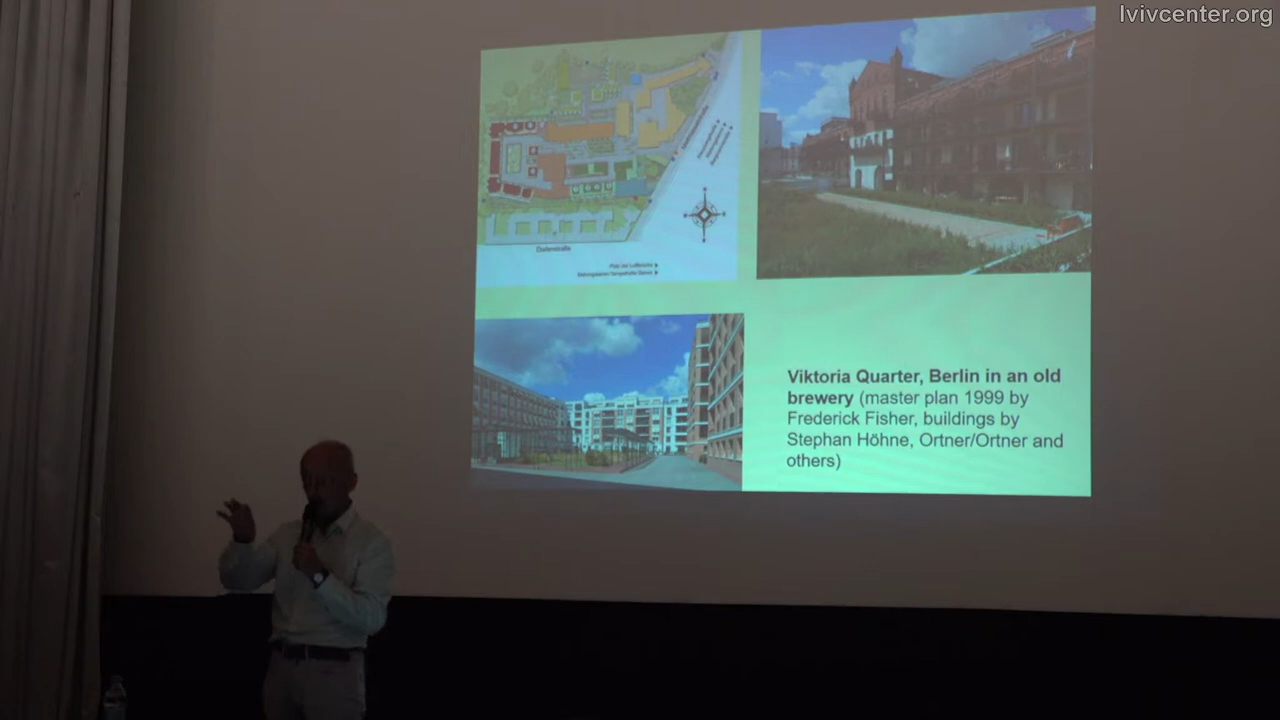 lvivcenter.org
Viktoria Quarter, Berlin in an old
brewery (master plan 1999 by
Frederick Fisher, buildings by
Stephan Höhne, Ortner/Ortner and
others)